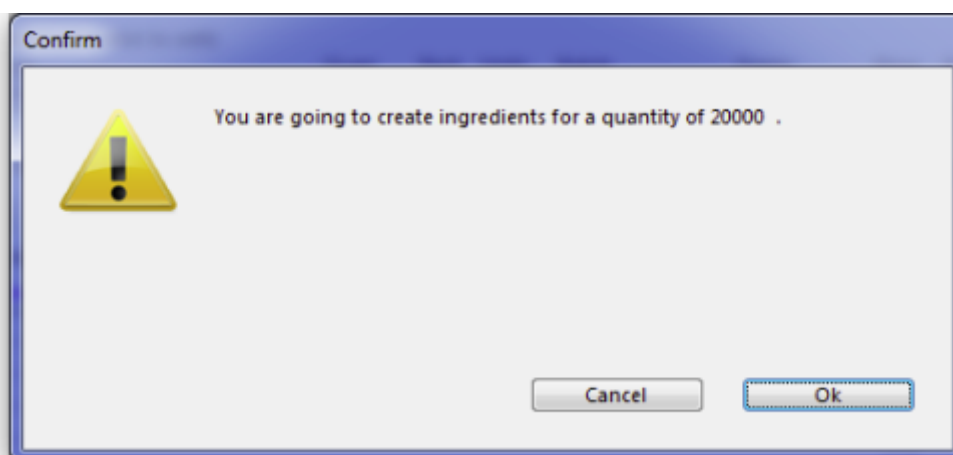 Confirm
You are going to create ingredients for a quantity of 20000 .
Cancel
Ok